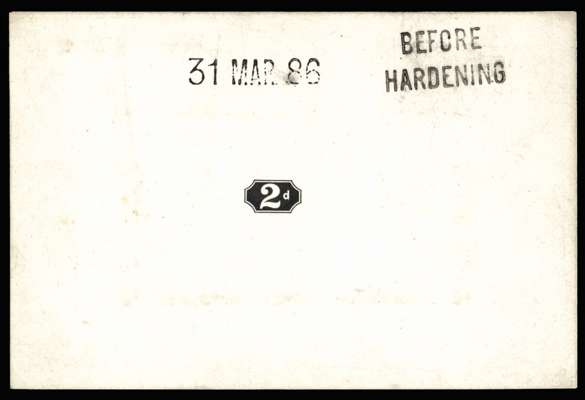 BEFORE
HARDENING
31 MAR. 86
2d